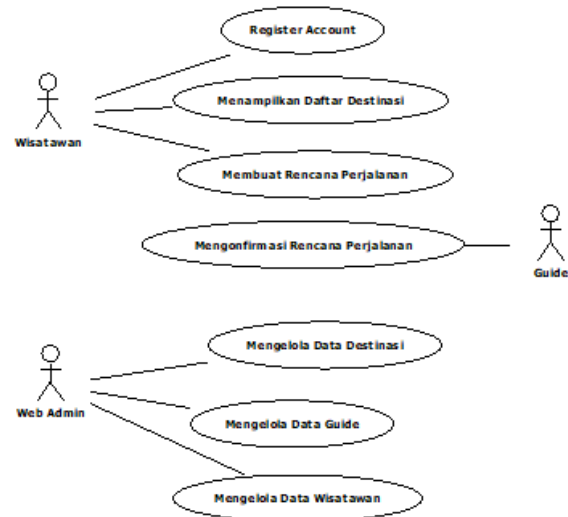 Register Account
Menampilkan Daftar Destinasi
Wisatawan
Membuat Rencana Perjalanan
Mengonfirmasi Rencana Perjalanan
Guide
Mengelola Data Destinasi
Web Admin
Mengelola Data Guide
Mengelola Data Wisatawan